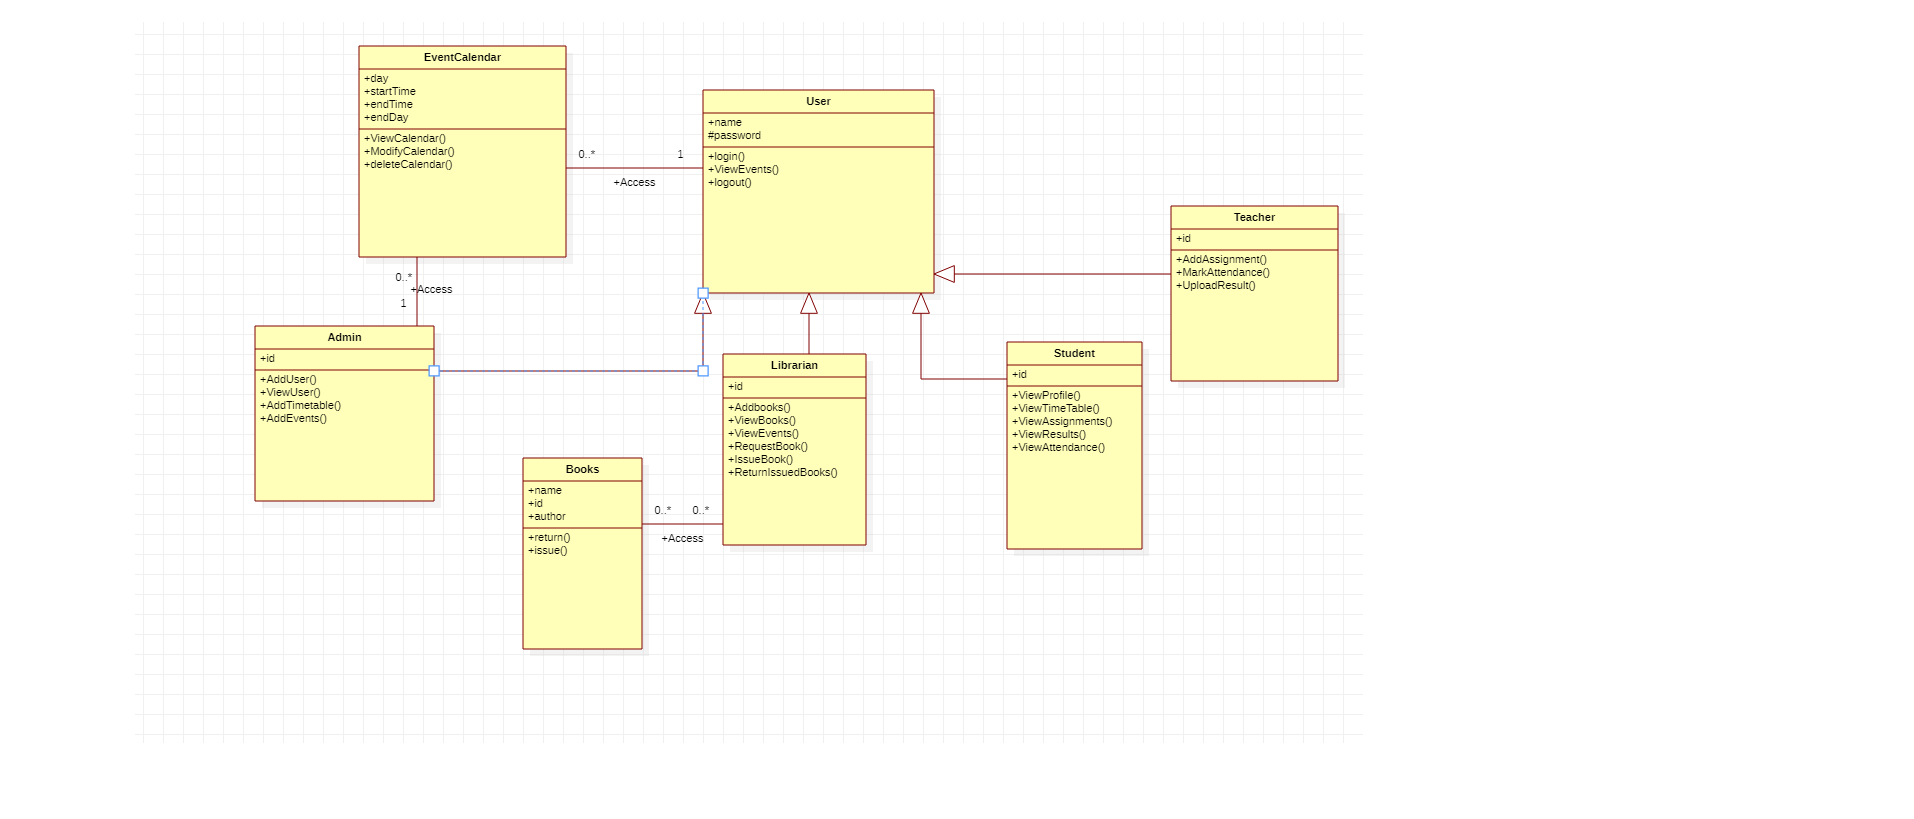 EventCalendar
+day
+startTime
+endTime
+endDay
+ViewCalendar()
+ModifyCalendar()
+deleteCalendar()
0..*
1
+Access
User
+name
#password
+login()
+ViewEvents()
+logout()
Teacher
+id
+AddAssignment()
+MarkAttendance()
+UploadResult()
0..*
+Access
1
Admin
+id
+AddUser()
+ViewUser()
+AddTimetable()
+AddEvents()
Librarian
+id
+Addbooks()
+ViewBooks()
+ViewEvents()
+RequestBook()
+IssueBook()
+ReturnIssuedBooks()
Student
+id
+ViewProfile()
+ViewTimeTable()
+ViewAssignments()
+ViewResults()
+ViewAttendance()
Books
+name
+id
+author
+return()
+issue()
0..*
0..*
+Access